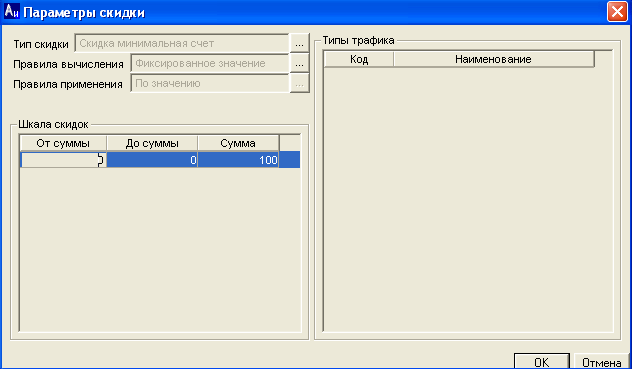 Ан Параметры скидки
Тип скидки Скидка минимальная счет ...
Правила вычисления Фиксированное значение ...
Правила применения По значению ...
Типы трафика
Код Наименование
Шкала скидок
От суммы До суммы Сумма
0 0 100
OK Отмена